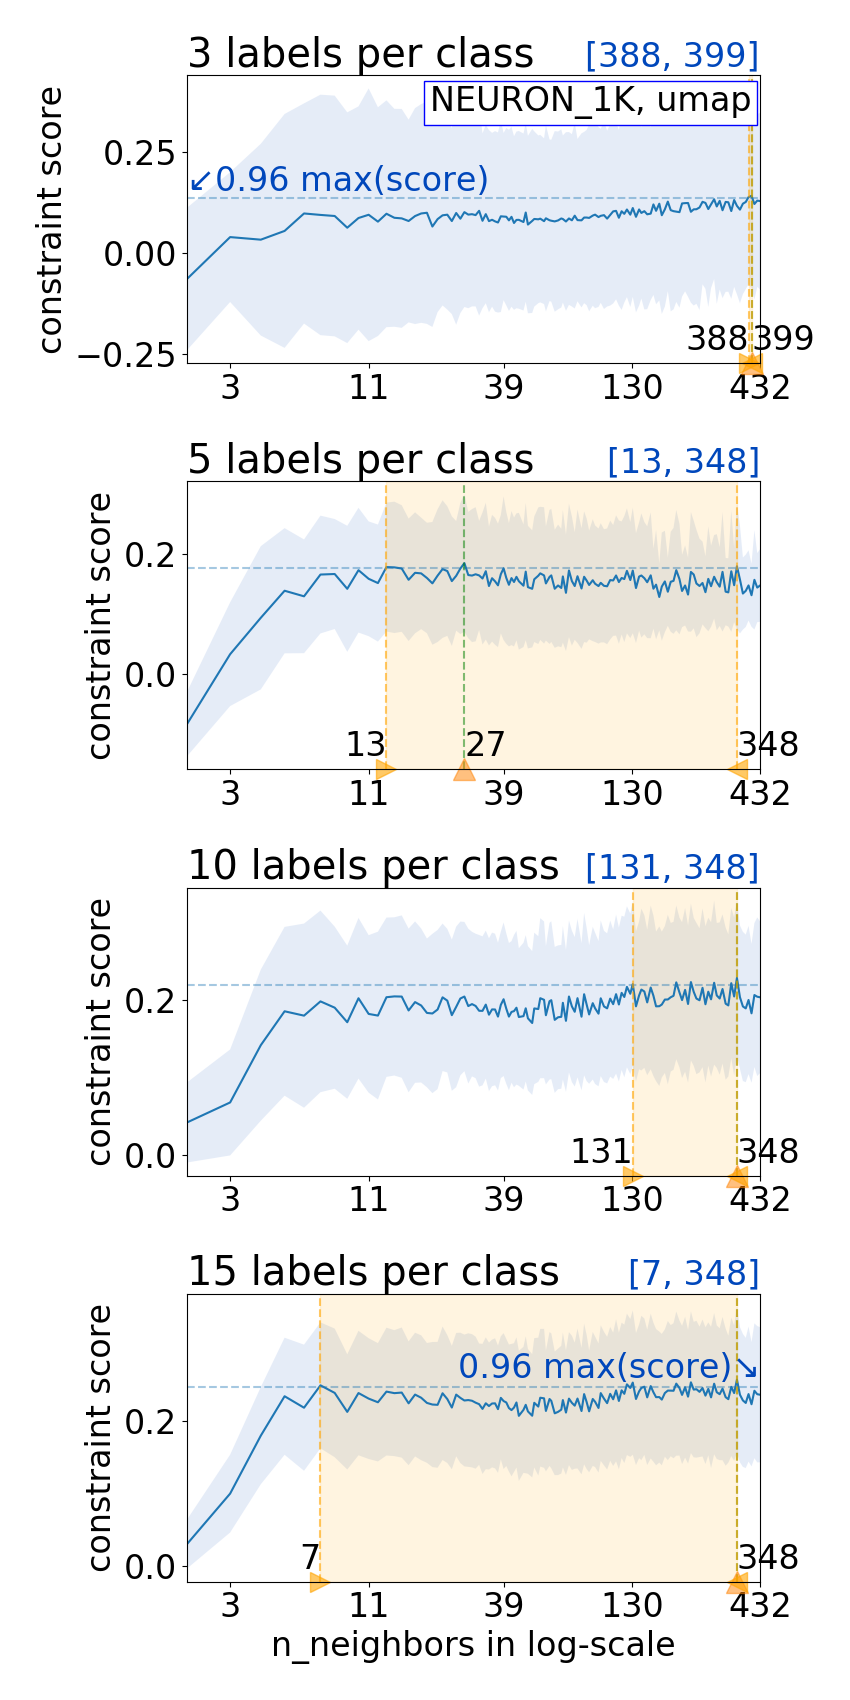 3 labels per class [388, 399]
NEURON_1K, umap
constraint score
0.25
0.00
−0.25
↙0.96 max(score)
388 399
3 11 39 130 432
5 labels per class [13, 348]
constraint score
0.2
0.0
13 27 348
3 11 39 130 432
10 labels per class [131, 348]
constraint score
0.2
0.0
131 348
3 11 39 130 432
15 labels per class [7, 348]
constraint score
0.96 max(score)↘
0.2
0.0
7 348
3 11 39 130 432
n_neighbors in log-scale